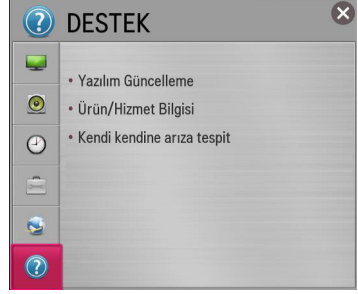 DESTEK
• Yazılım Güncelleme
• Ürün/Hizmet Bilgisi
• Kendi kendine arıza tespit